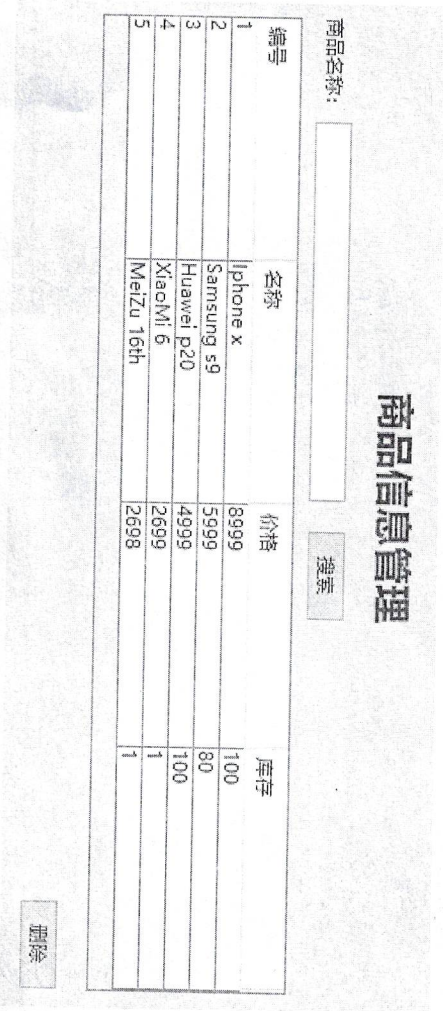 商品信息管理
商品名称： 搜索
编号 名称 价格 库存
1 Iphone x 8999 100
2 Samsung s9 5999 80
3 Huawei p20 4999 100
4 XiaoMi 6 2699 1
5 MeiZu 16th 2698 1
删除